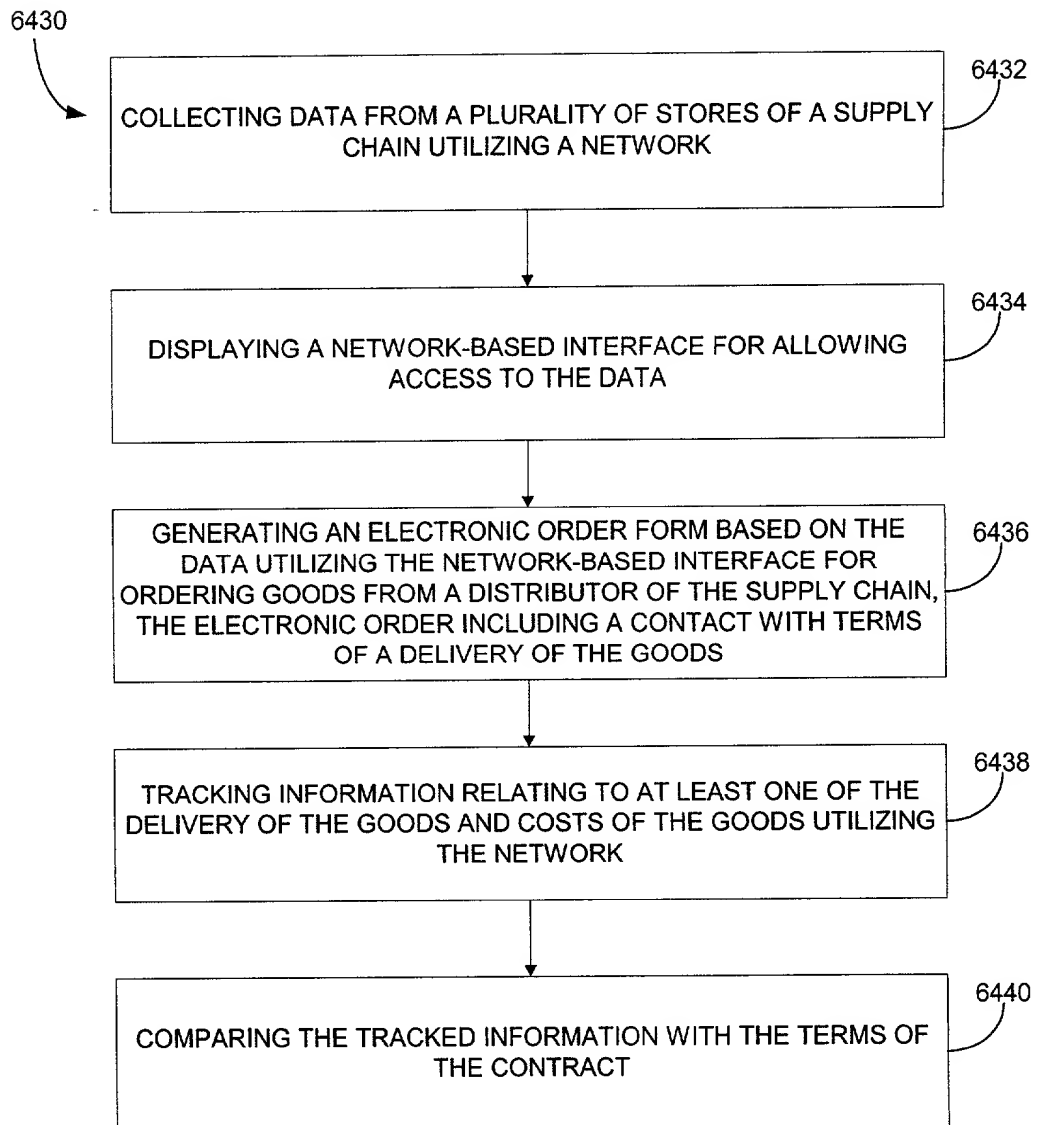 6430
6432
COLLECTING DATA FROM A PLURALITY OF STORES OF A SUPPLY
CHAIN UTILIZING A NETWORK
6434
DISPLAYING A NETWORK-BASED INTERFACE FOR ALLOWING
ACCESS TO THE DATA
6436
GENERATING AN ELECTRONIC ORDER FORM BASED ON THE
DATA UTILIZING THE NETWORK-BASED INTERFACE FOR
ORDERING GOODS FROM A DISTRIBUTOR OF THE SUPPLY CHAIN,
THE ELECTRONIC ORDER INCLUDING A CONTACT WITH TERMS
OF A DELIVERY OF THE GOODS
6438
TRACKING INFORMATION RELATING TO AT LEAST ONE OF THE
DELIVERY OF THE GOODS AND COSTS OF THE GOODS UTILIZING
THE NETWORK
6440
COMPARING THE TRACKED INFORMATION WITH THE TERMS OF
THE CONTRACT